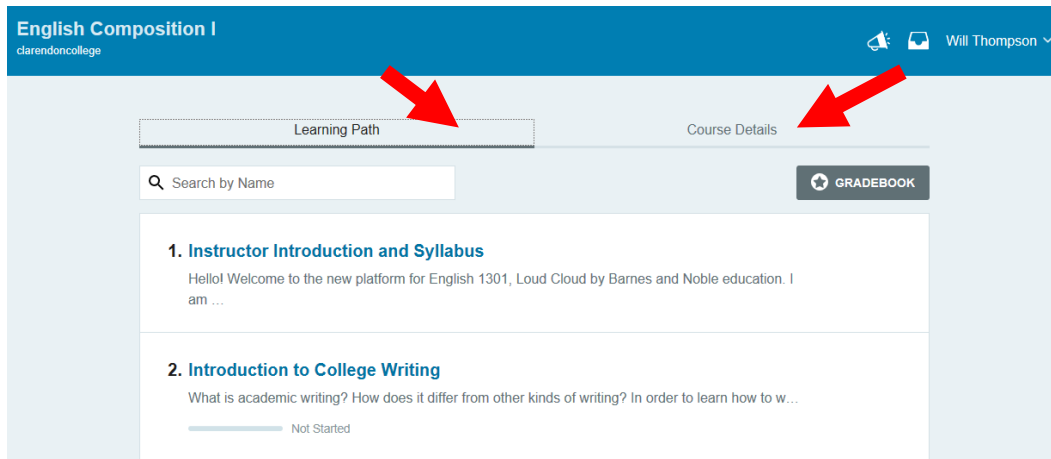 English Composition I
clarendoncollege
Will Thompson
Learning Path
Course Details
Search by Name
GRADEBOOK
1. Instructor Introduction and Syllabus
Hello! Welcome to the new platform for English 1301, Loud Cloud by Barnes and Noble education. I
am ...
2. Introduction to College Writing
What is academic writing? How does it differ from other kinds of writing? In order to learn how to w...
Not Started